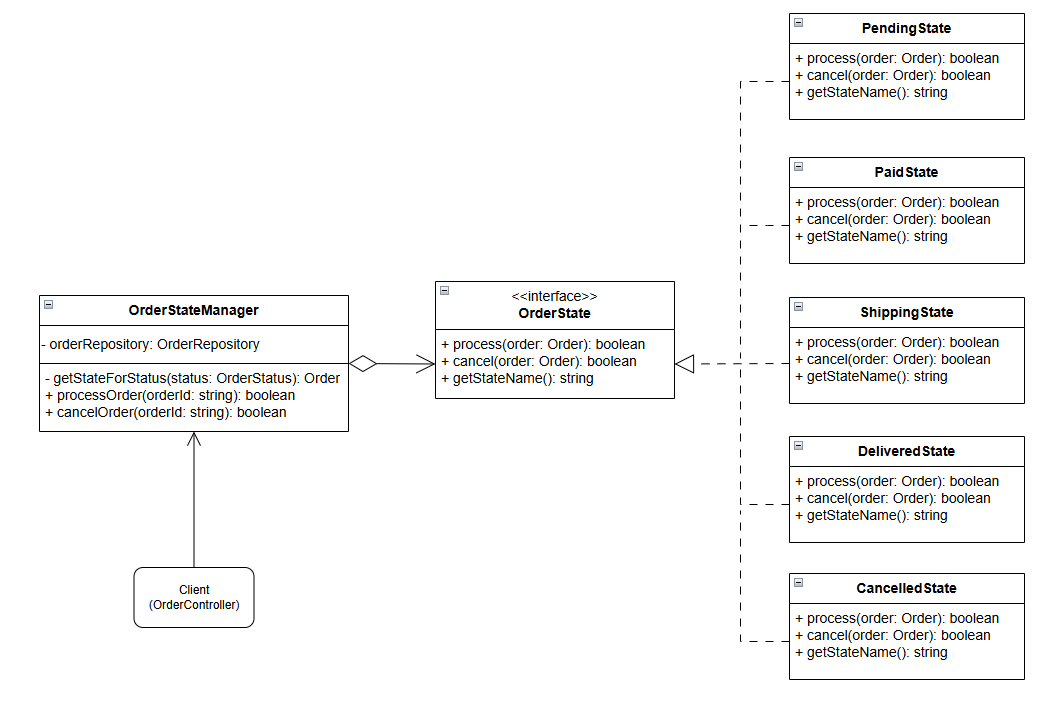 OrderStateManager
- orderRepository: OrderRepository
- getStateForStatus(status: OrderStatus): Order
+ processOrder(orderId: string): boolean
+ cancelOrder(orderId: string): boolean
Client
(OrderController)
<<interface>>
OrderState
+ process(order: Order): boolean
+ cancel(order: Order): boolean
+ getStateName(): string
PendingState
+ process(order: Order): boolean
+ cancel(order: Order): boolean
+ getStateName(): string
PaidState
+ process(order: Order): boolean
+ cancel(order: Order): boolean
+ getStateName(): string
ShippingState
+ process(order: Order): boolean
+ cancel(order: Order): boolean
+ getStateName(): string
DeliveredState
+ process(order: Order): boolean
+ cancel(order: Order): boolean
+ getStateName(): string
CancelledState
+ process(order: Order): boolean
+ cancel(order: Order): boolean
+ getStateName(): string